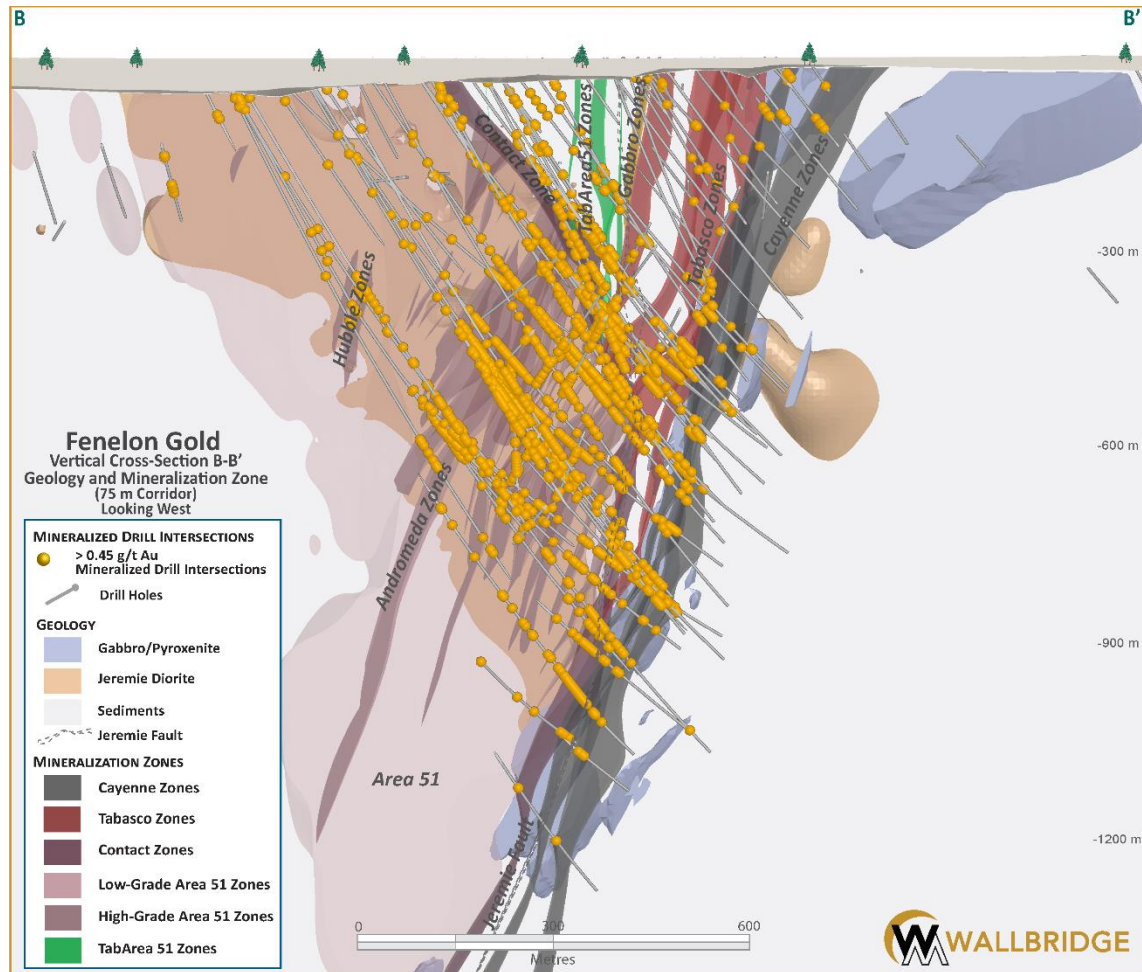 B
B'
Contact Zone
TabArea51 Zones
Gabbro Zones
Tabasco Zones
Cayenne Zones
-300 m
Hubble Zones
Fenelon Gold
Vertical Cross-Section B-B'
Geology and Mineralization Zone
(75 m Corridor)
Looking West
-600 m
Andromeda Zones
MINERALIZED DRILL INTERSECTIONS
> 0.45 g/t Au
Mineralized Drill Intersections
Drill Holes
GEOLOGY
Gabbro/Pyroxenite
Jeremie Diorite
Sediments
Jeremie Fault
MINERALIZATION ZONES
Cayenne Zones
Tabasco Zones
Contact Zones
Low-Grade Area 51 Zones
High-Grade Area 51 Zones
TabArea 51 Zones
-900 m
Area 51
-1200 m
Jeremie Fault
0
300
600
Metres
WALLBRIDGE